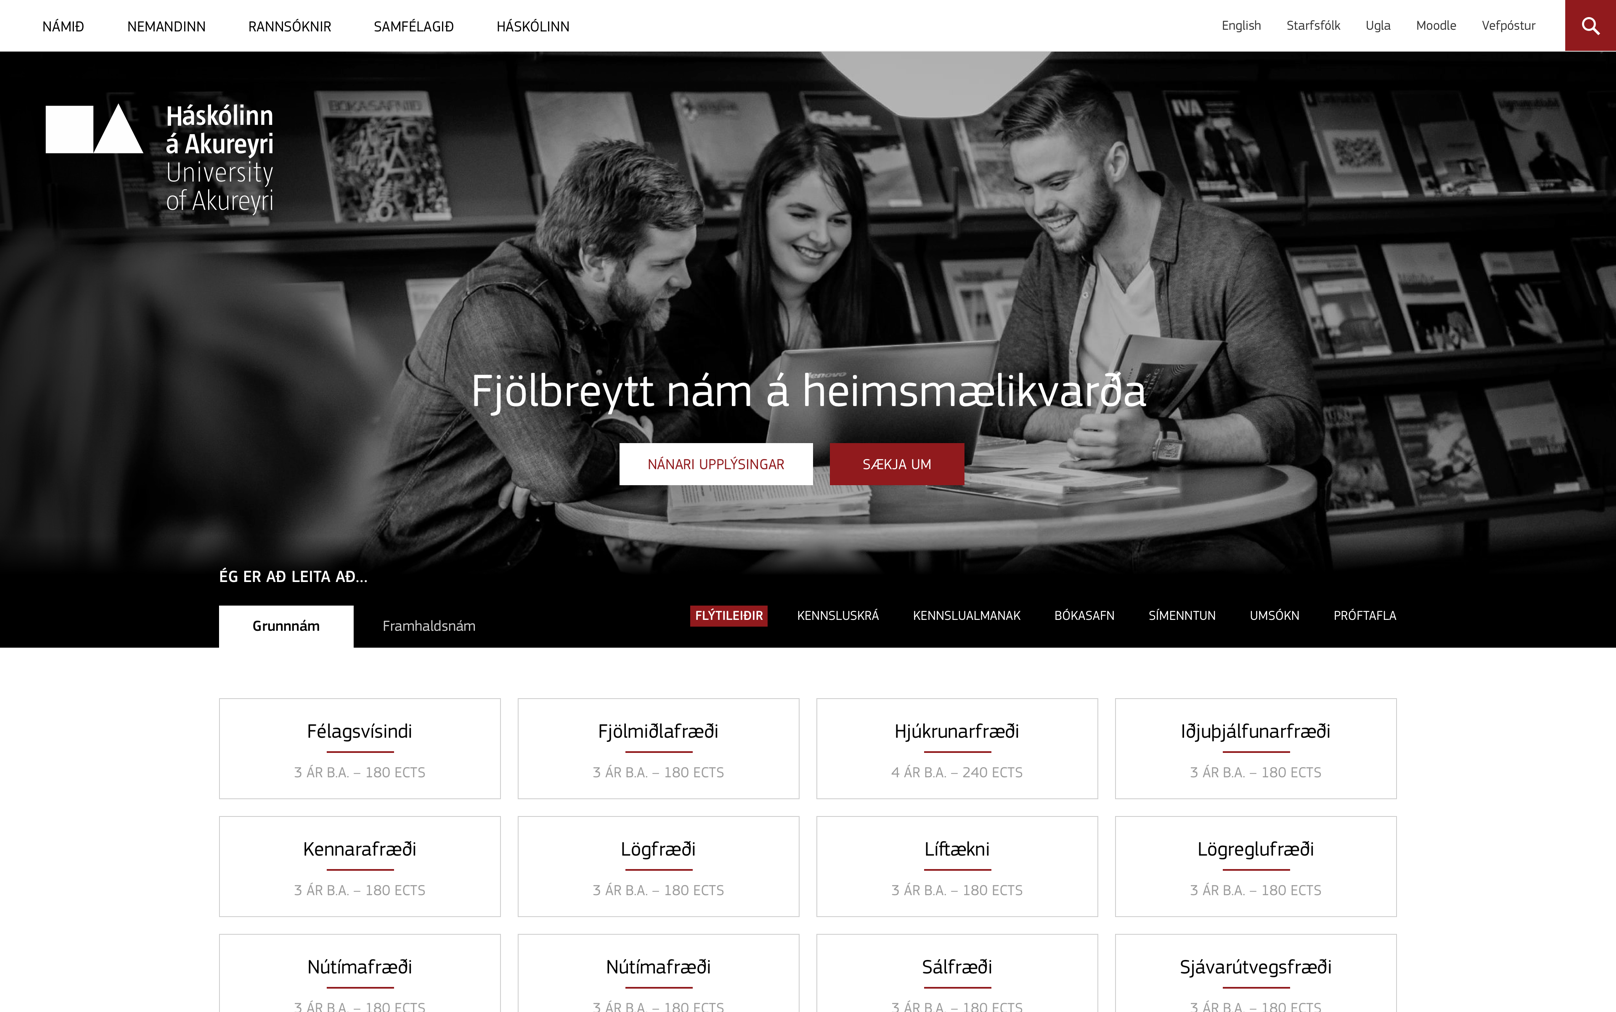 NÁMIÐ
NEMANDINN
RANNSÓKNIR
SAMFÉLAGIÐ
HÁSKÓLINN
English
Starfsfólk
Ugla
Moodle
Vefpóstur
BÓKASAFNIÐ
IVA
Háskólinn
á Akureyri
University
of Akureyri
lenovo
Fjölbreytt nám á heimsmælikvarða
NÁNARI UPPLÝSINGAR
SÆKJA UM
ÉG ER AÐ LEITA AÐ...
Grunnnám
Framhaldsnám
FLÝTILEIÐIR
KENNSLUSKRÁ
KENNSLUALMANAK
BÓKASAFN
SÍMENNTUN
UMSÓKN
PRÓFTAFLA
Félagsvísindi
3 ÁR B.A. – 180 ECTS
Fjölmiðlafræði
3 ÁR B.A. – 180 ECTS
Hjúkrunarfræði
4 ÁR B.A. – 240 ECTS
Iðjuþjálfunarfræði
3 ÁR B.A. – 180 ECTS
Kennarafræði
3 ÁR B.A. – 180 ECTS
Lögfræði
3 ÁR B.A. – 180 ECTS
Líftækni
3 ÁR B.A. – 180 ECTS
Lögreglufræði
3 ÁR B.A. – 180 ECTS
Nútímafræði
3 ÁR B.A. – 180 ECTS
Nútímafræði
3 ÁR B.A. – 180 ECTS
Sálfræði
3 ÁR B.A. – 180 ECTS
Sjávarútvegsfræði
3 ÁR B.A. – 180 ECTS